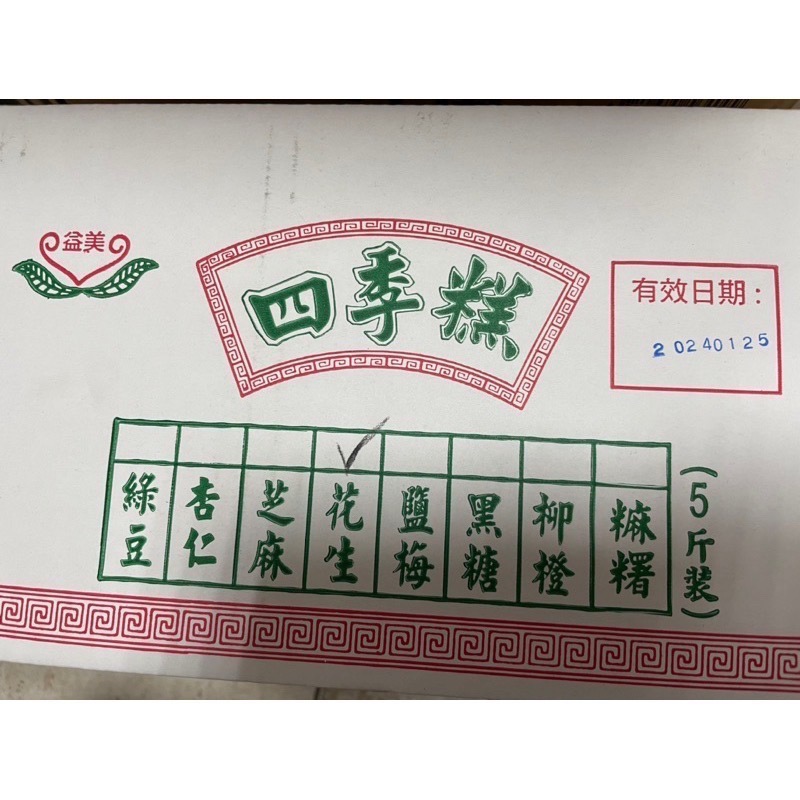 益美
四季糕
有效日期：
20240125
綠豆
杏仁
芝麻
花生
鹽梅
黑糖
柳橙
麻糬
（5斤裝）